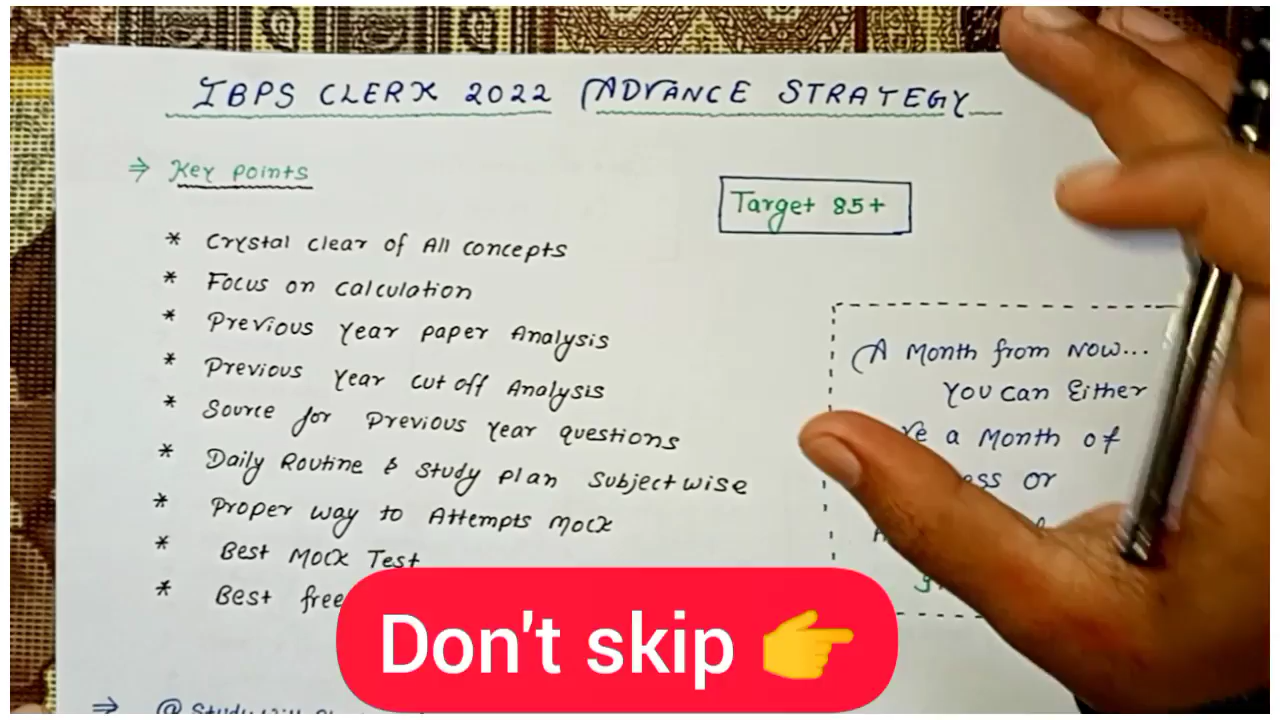 IBPS CLERK 2022 ADVANCE STRATEGY
⇒ Key points
Target 85+
* Crystal clear of All concepts
* Focus on calculation
* Previous Year paper Analysis
* Previous Year cut off Analysis
* Source for Previous Year questions
* Daily Routine & Study plan Subjectwise
* Proper way to Attempts Mock
* Best Mock Test
* Best free
A Month from Now...
You can Either
a Month of
or
Don't skip 👉
⇒ @ Study